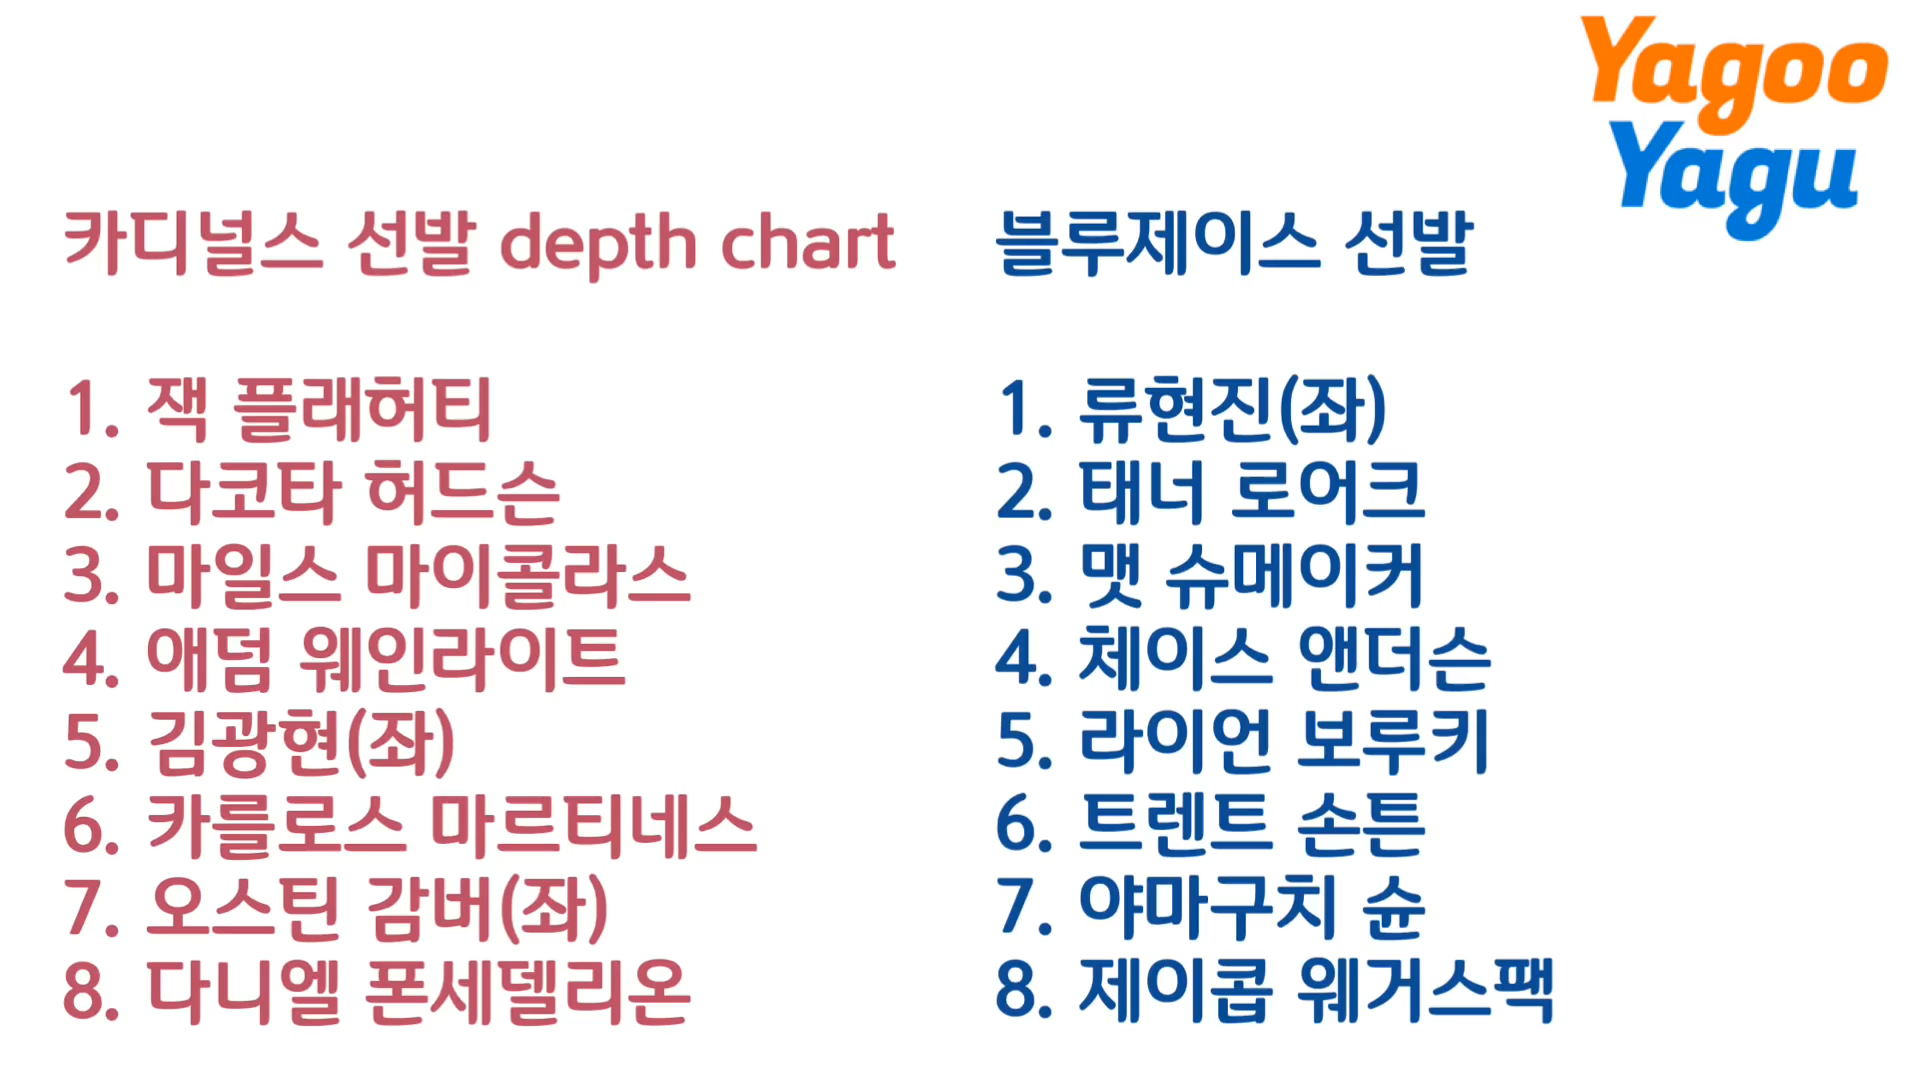 Yagoo
Yagu
카디널스 선발 depth chart
1. 잭 플래허티
2. 다코타 허드슨
3. 마일스 마이콜라스
4. 애덤 웨인라이트
5. 김광현(좌)
6. 카를로스 마르티네스
7. 오스틴 감버(좌)
8. 다니엘 폰세델리온
블루제이스 선발
1. 류현진(좌)
2. 태너 로어크
3. 맷 슈메이커
4. 체이스 앤더슨
5. 라이언 보루키
6. 트렌트 손튼
7. 야마구치 슌
8. 제이콥 웨거스팩